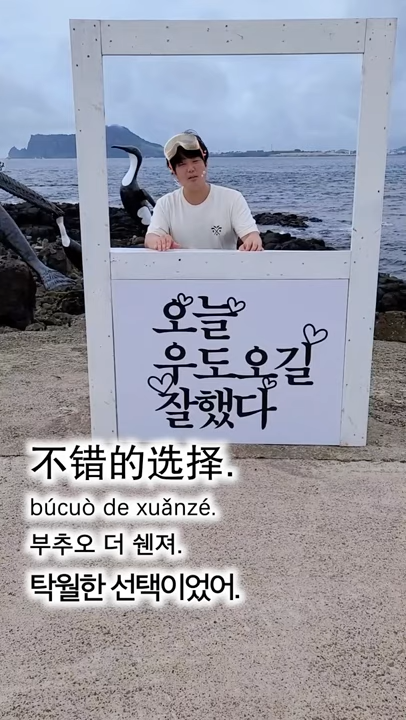 오늘
우도오길
잘했다
不错的选择.
búcuò de xuǎnzé.
부추오 더 쉔져.
탁월한 선택이었어.